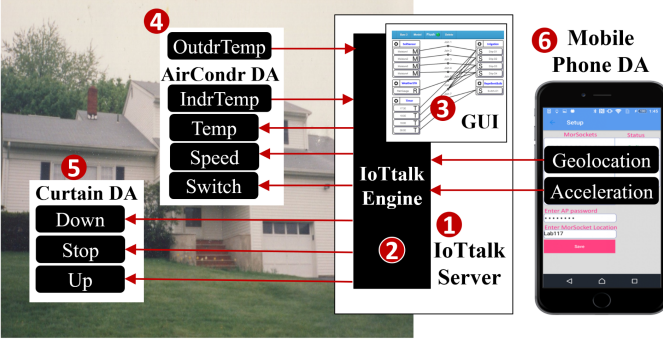 4
OutdrTemp
AirCondr DA
IndrTemp
Temp
Speed
Switch
5
Curtain DA
Down
Stop
Up
3
GUI
IoTtalk
Engine
2
1
IoTtalk
Server
6 Mobile
Phone DA
Setup
MorSockets Status
Geolocation
Acceleration
Enter AP password
Enter MorSocket Location
Lab117
Save